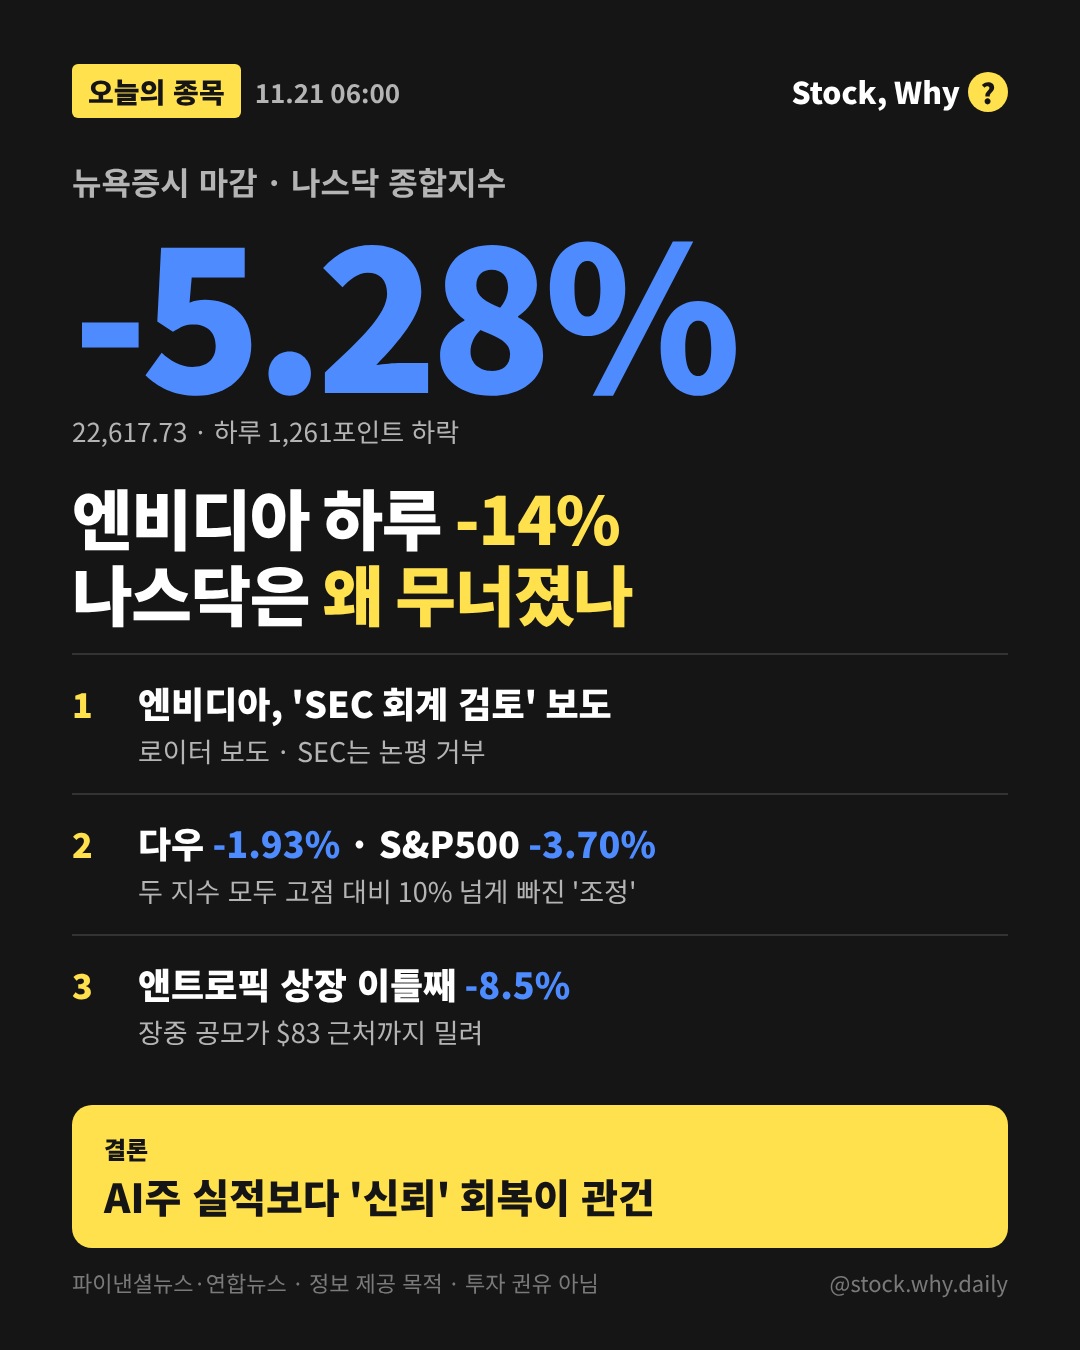 오늘의 종목 11.21 06:00 Stock, Why ?
뉴욕증시 마감 · 나스닥 종합지수
-5.28%
22,617.73 · 하루 1,261포인트 하락
엔비디아 하루 -14%
나스닥은 왜 무너졌나
1 엔비디아, 'SEC 회계 검토' 보도
로이터 보도 · SEC는 논평 거부
2 다우 -1.93% · S&P500 -3.70%
두 지수 모두 고점 대비 10% 넘게 빠진 '조정'
3 앤트로픽 상장 이틀째 -8.5%
장중 공모가 $83 근처까지 밀려
결론
AI주 실적보다 '신뢰' 회복이 관건
파이낸셜뉴스·연합뉴스 · 정보 제공 목적 · 투자 권유 아님 @stock.why.daily